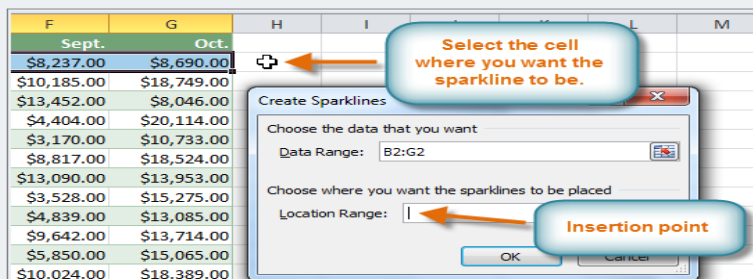 F G H I K L M
Sept. Oct.
$8,237.00 $8,690.00
$10,185.00 $18,749.00
$13,452.00 $8,046.00
$4,404.00 $20,114.00
$3,170.00 $10,733.00
$8,817.00 $18,524.00
$13,090.00 $13,953.00
$3,528.00 $15,275.00
$4,839.00 $13,085.00
$9,642.00 $13,714.00
$5,850.00 $15,065.00
$10,024.00 $18,389.00
Select the cell
where you want the
sparkline to be.
Create Sparklines
Choose the data that you want
Data Range: B2:G2
Choose where you want the sparklines to be placed
Location Range:
Insertion point
OK Cancel